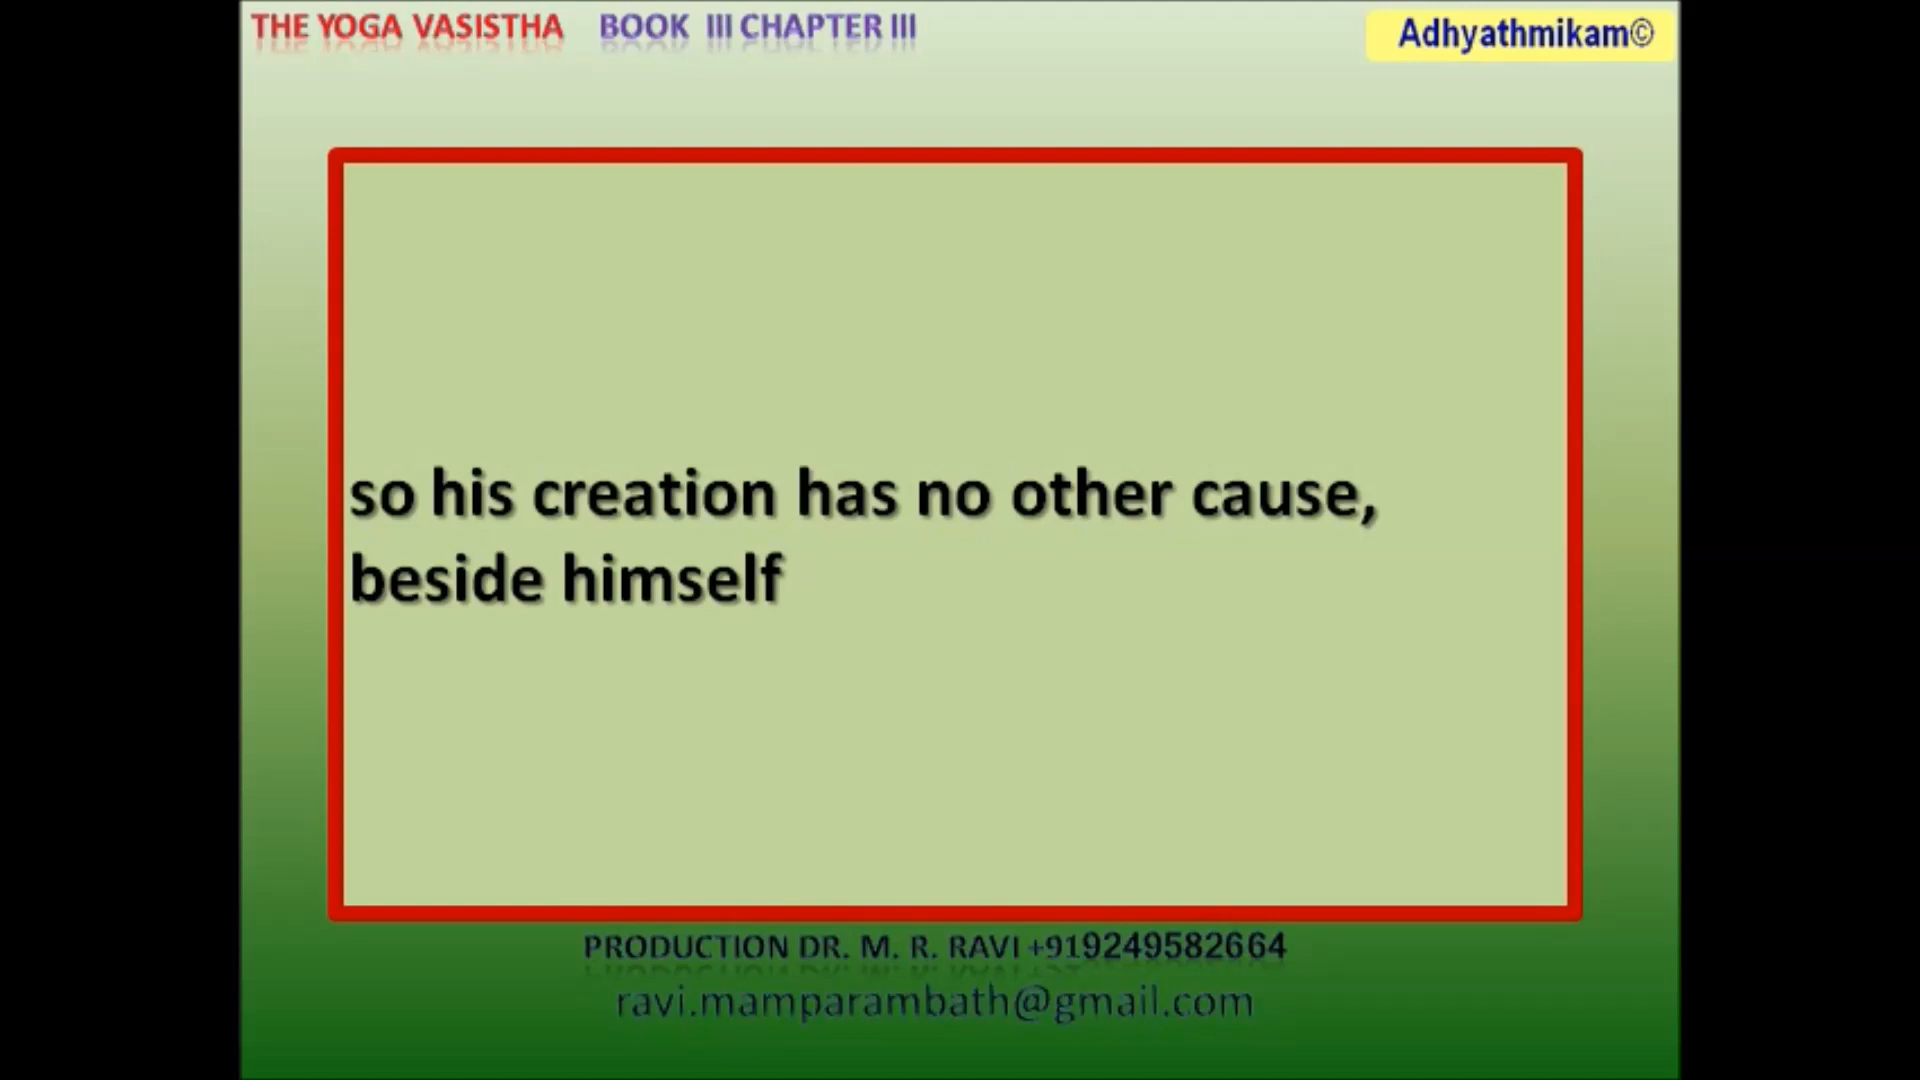 THE YOGA VASISTHA BOOK III CHAPTER III
Adhyathmikam©
so his creation has no other cause,
beside himself
PRODUCTION DR. M. R. RAVI +919249582664
ravi.mamparambath@gmail.com